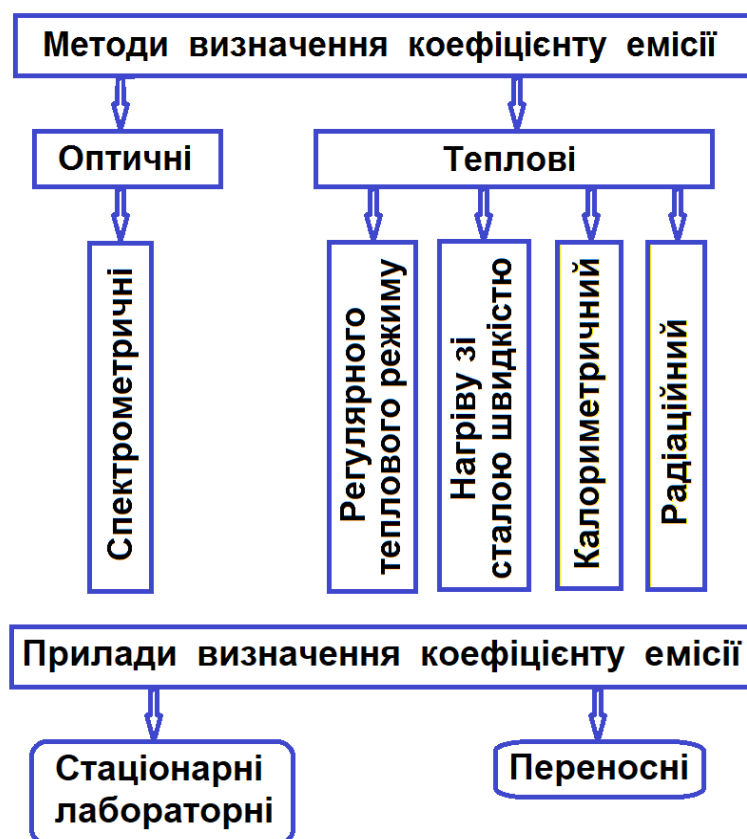 Методи визначення коефіцієнту емісії
Оптичні
Теплові
Спектрометричні
Регулярного
теплового режиму
Нагріву зі
сталою швидкістю
Калориметричний
Радіаційний
Прилади визначення коефіцієнту емісії
Стаціонарні
лабораторні
Переносні